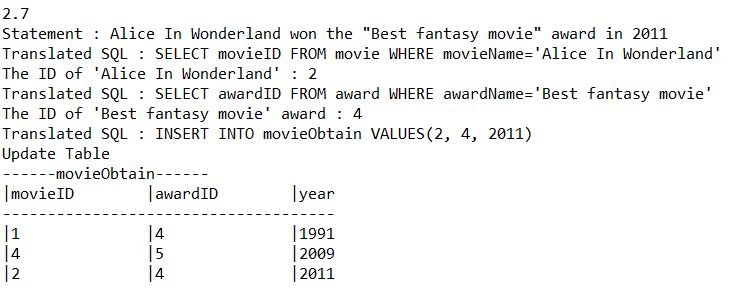 2.7
Statement : Alice In Wonderland won the "Best fantasy movie" award in 2011
Translated SQL : SELECT movieID FROM movie WHERE movieName='Alice In Wonderland'
The ID of 'Alice In Wonderland' : 2
Translated SQL : SELECT awardID FROM award WHERE awardName='Best fantasy movie'
The ID of 'Best fantasy movie' award : 4
Translated SQL : INSERT INTO movieObtain VALUES(2, 4, 2011)
Update Table
------movieObtain------
|movieID        |awardID        |year
-------------------------------------
|1              |4              |1991
|4              |5              |2009
|2              |4              |2011